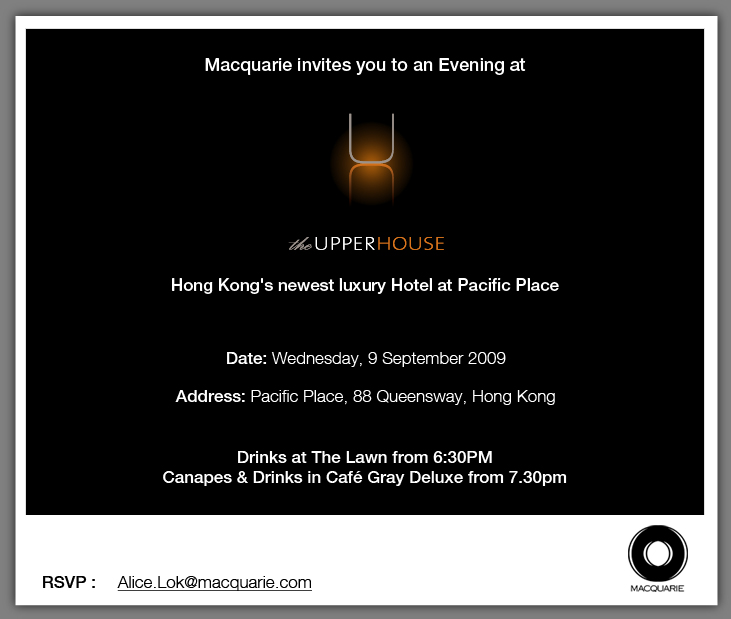 Macquarie invites you to an Evening at
the UPPERHOUSE
Hong Kong's newest luxury Hotel at Pacific Place
Date: Wednesday, 9 September 2009
Address: Pacific Place, 88 Queensway, Hong Kong
Drinks at The Lawn from 6:30PM
Canapes & Drinks in Café Gray Deluxe from 7.30pm
RSVP : Alice.Lok@macquarie.com
MACQUARIE